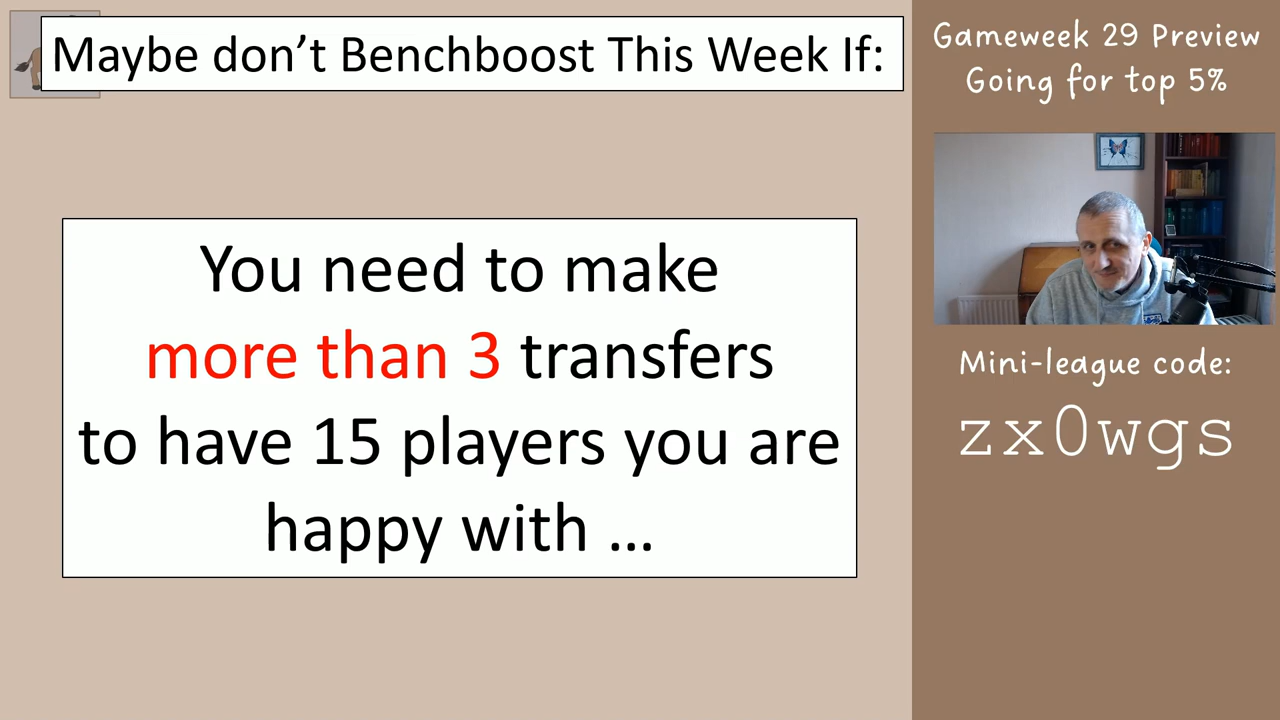 Maybe don’t Benchboost This Week If:
You need to make
more than 3 transfers
to have 15 players you are
happy with ...
Gameweek 29 Preview
Going for top 5%
Mini-league code:
zx0wgs